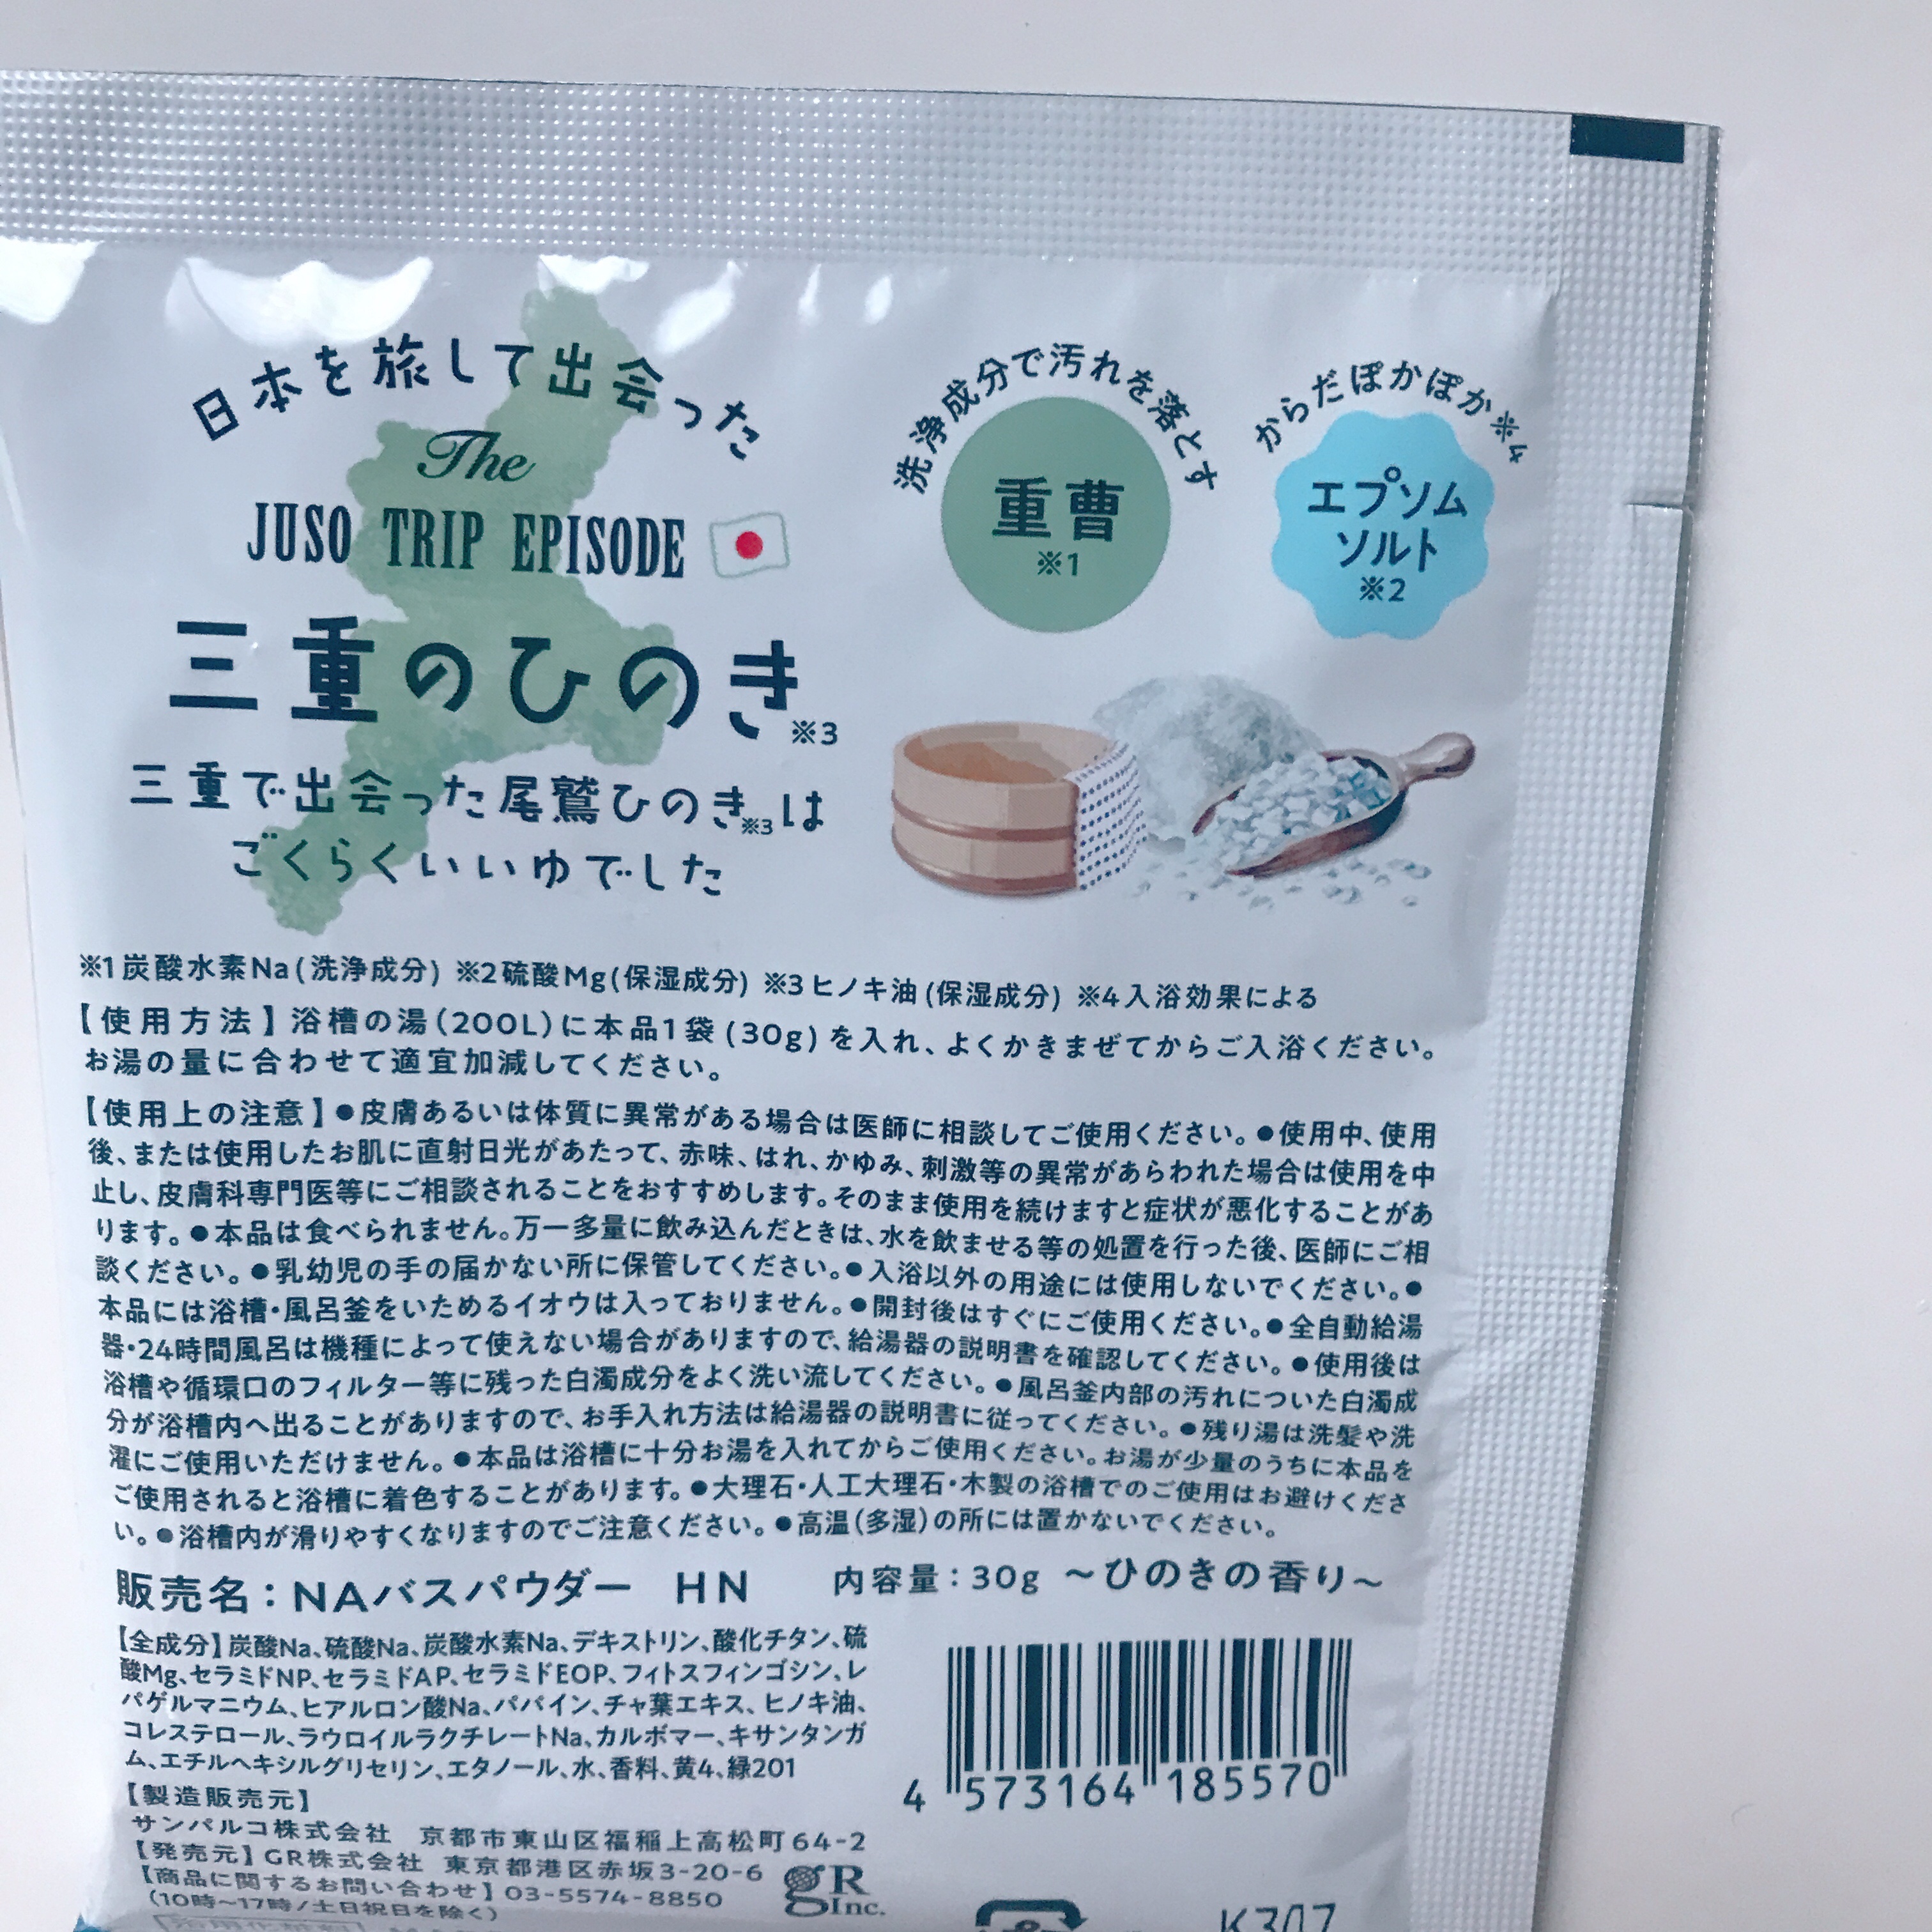 日本を旅して出会った
The
JUSO TRIP EPISODE
三重のひのき※3
三重で出会った尾鷲ひのき※3は
ごくらくいいゆでした
洗浄成分で汚れを落とす
重曹
※1
からだぽかぽか※4
エプソム
ソルト
※2
※1炭酸水素Na(洗浄成分) ※2硫酸Mg(保湿成分) ※3ヒノキ油(保湿成分) ※4入浴効果による
【使用方法】浴槽の湯(200L)に本品1袋(30g)を入れ、よくかきまぜてからご入浴ください。
お湯の量に合わせて適宜加減してください。
【使用上の注意】●皮膚あるいは体質に異常がある場合は医師に相談してご使用ください。●使用中、使用
後、または使用したお肌に直射日光があたって、赤味、はれ、かゆみ、刺激等の異常があらわれた場合は使用を中
止し、皮膚科専門医等にご相談されることをおすすめします。そのまま使用を続けますと症状が悪化することがあ
ります。●本品は食べられません。万一多量に飲み込んだときは、水を飲ませる等の処置を行った後、医師にご相
談ください。●乳幼児の手の届かない所に保管してください。●入浴以外の用途には使用しないでください。●
本品には浴槽・風呂釜をいためるイオウは入っておりません。●開封後はすぐにご使用ください。●全自動給湯
器・24時間風呂は機種によって使えない場合がありますので、給湯器の説明書を確認してください。●使用後は
浴槽や循環口のフィルター等に残った白濁成分をよく洗い流してください。●風呂釜内部の汚れについた白濁成
分が浴槽内へ出ることがありますので、お手入れ方法は給湯器の説明書に従ってください。●残り湯は洗髪や洗
濯にご使用いただけません。●本品は浴槽に十分お湯を入れてからご使用ください。お湯が少量のうちに本品を
ご使用されると浴槽に着色することがあります。●大理石・人工大理石・木製の浴槽でのご使用はお避けくださ
い。●浴槽内が滑りやすくなりますのでご注意ください。●高温(多湿)の所には置かないでください。
販売名：NAバスパウダー HN 内容量：30g ～ひのきの香り～
【全成分】炭酸Na、硫酸Na、炭酸水素Na、デキストリン、酸化チタン、硫
酸Mg、セラミドNP、セラミドAP、セラミドEOP、フィトスフィンゴシン、レ
パゲルマニウム、ヒアルロン酸Na、パパイン、チャ葉エキス、ヒノキ油、
コレステロール、ラウロイルラクチレートNa、カルボマー、キサンタンガ
ム、エチルヘキシルグリセリン、エタノール、水、香料、黄4、緑201
4 573164 185570
【製造販売元】
サンパルコ株式会社 京都市東山区福稲上高松町64-2
【発売元】GR株式会社 東京都港区赤坂3-20-6
【商品に関するお問い合わせ】03-5574-8850
(10時～17時/土日祝日を除く)
gR
Inc.
K307